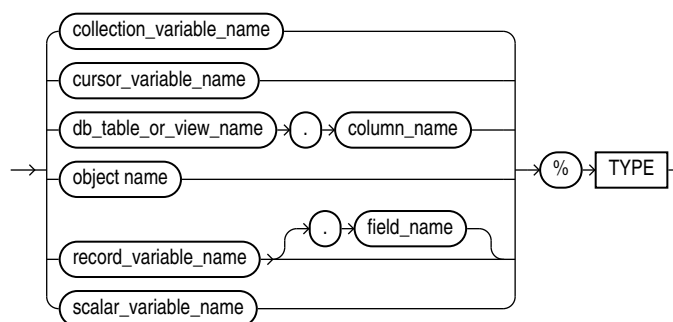 collection_variable_name
cursor_variable_name
db_table_or_view_name . column_name
object name
% TYPE
record_variable_name . field_name
scalar_variable_name